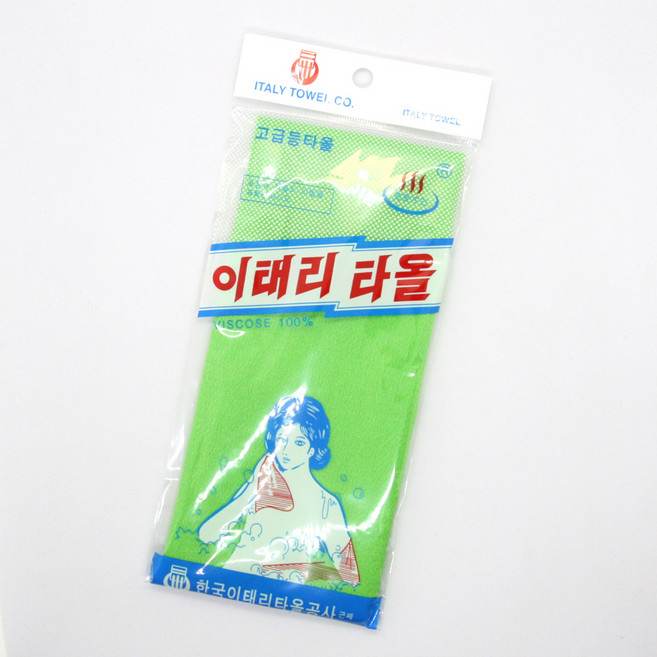 ITALY TOWEL CO.
ITALY TOWEL
고급등타올
이태리 타올
VISCOSE 100%
한국이태리타올공사